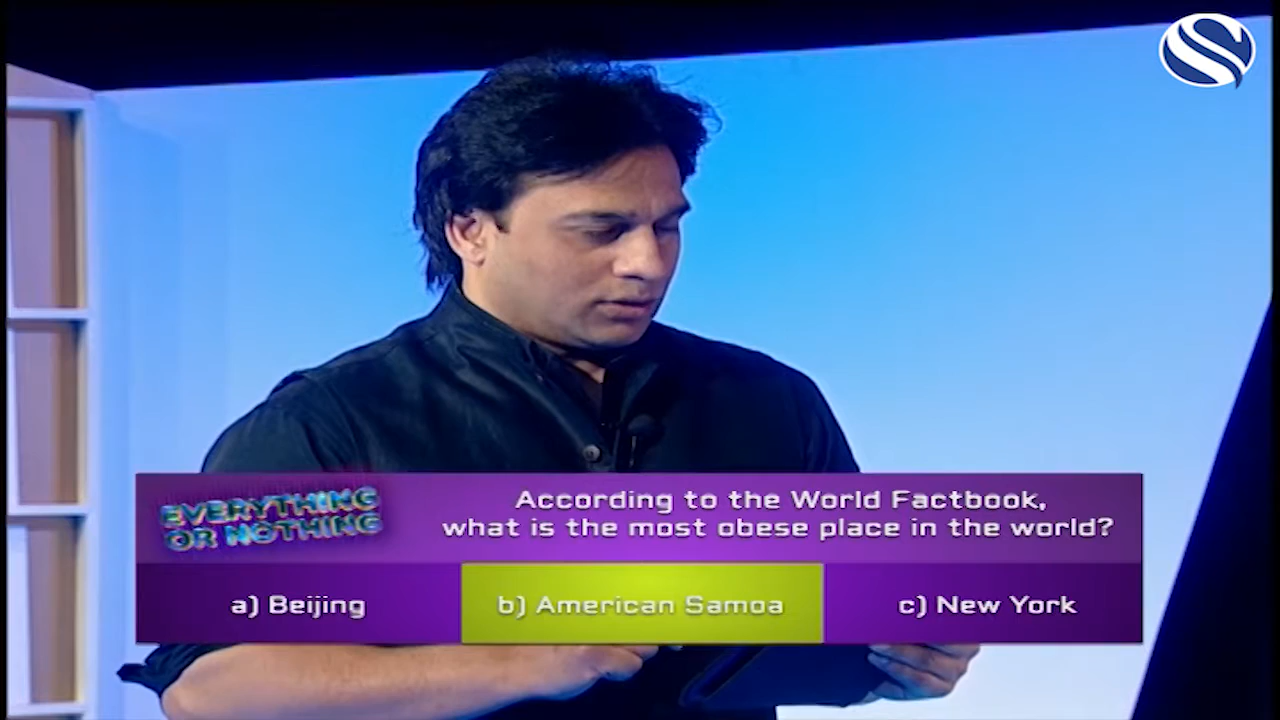 EVERYTHING
OR NOTHING
According to the World Factbook,
what is the most obese place in the world?
a) Beijing
b) American Samoa
c) New York